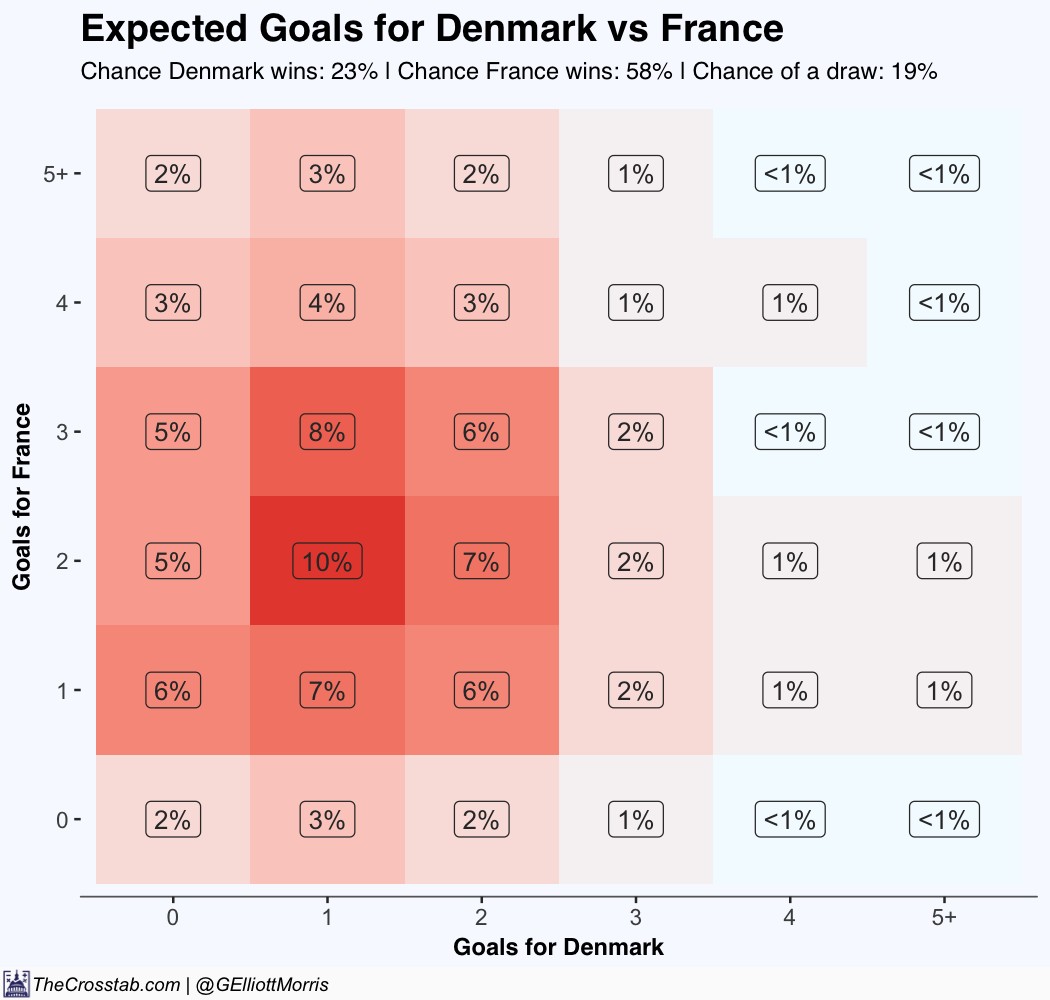 Expected Goals for Denmark vs France
Chance Denmark wins: 23% | Chance France wins: 58% | Chance of a draw: 19%
Goals for France
5+ 2% 3% 2% 1% <1% <1%
4 3% 4% 3% 1% 1% <1%
3 5% 8% 6% 2% <1% <1%
2 5% 10% 7% 2% 1% 1%
1 6% 7% 6% 2% 1% 1%
0 2% 3% 2% 1% <1% <1%
0 1 2 3 4 5+
Goals for Denmark
TheCrosstab.com | @GElliottMorris